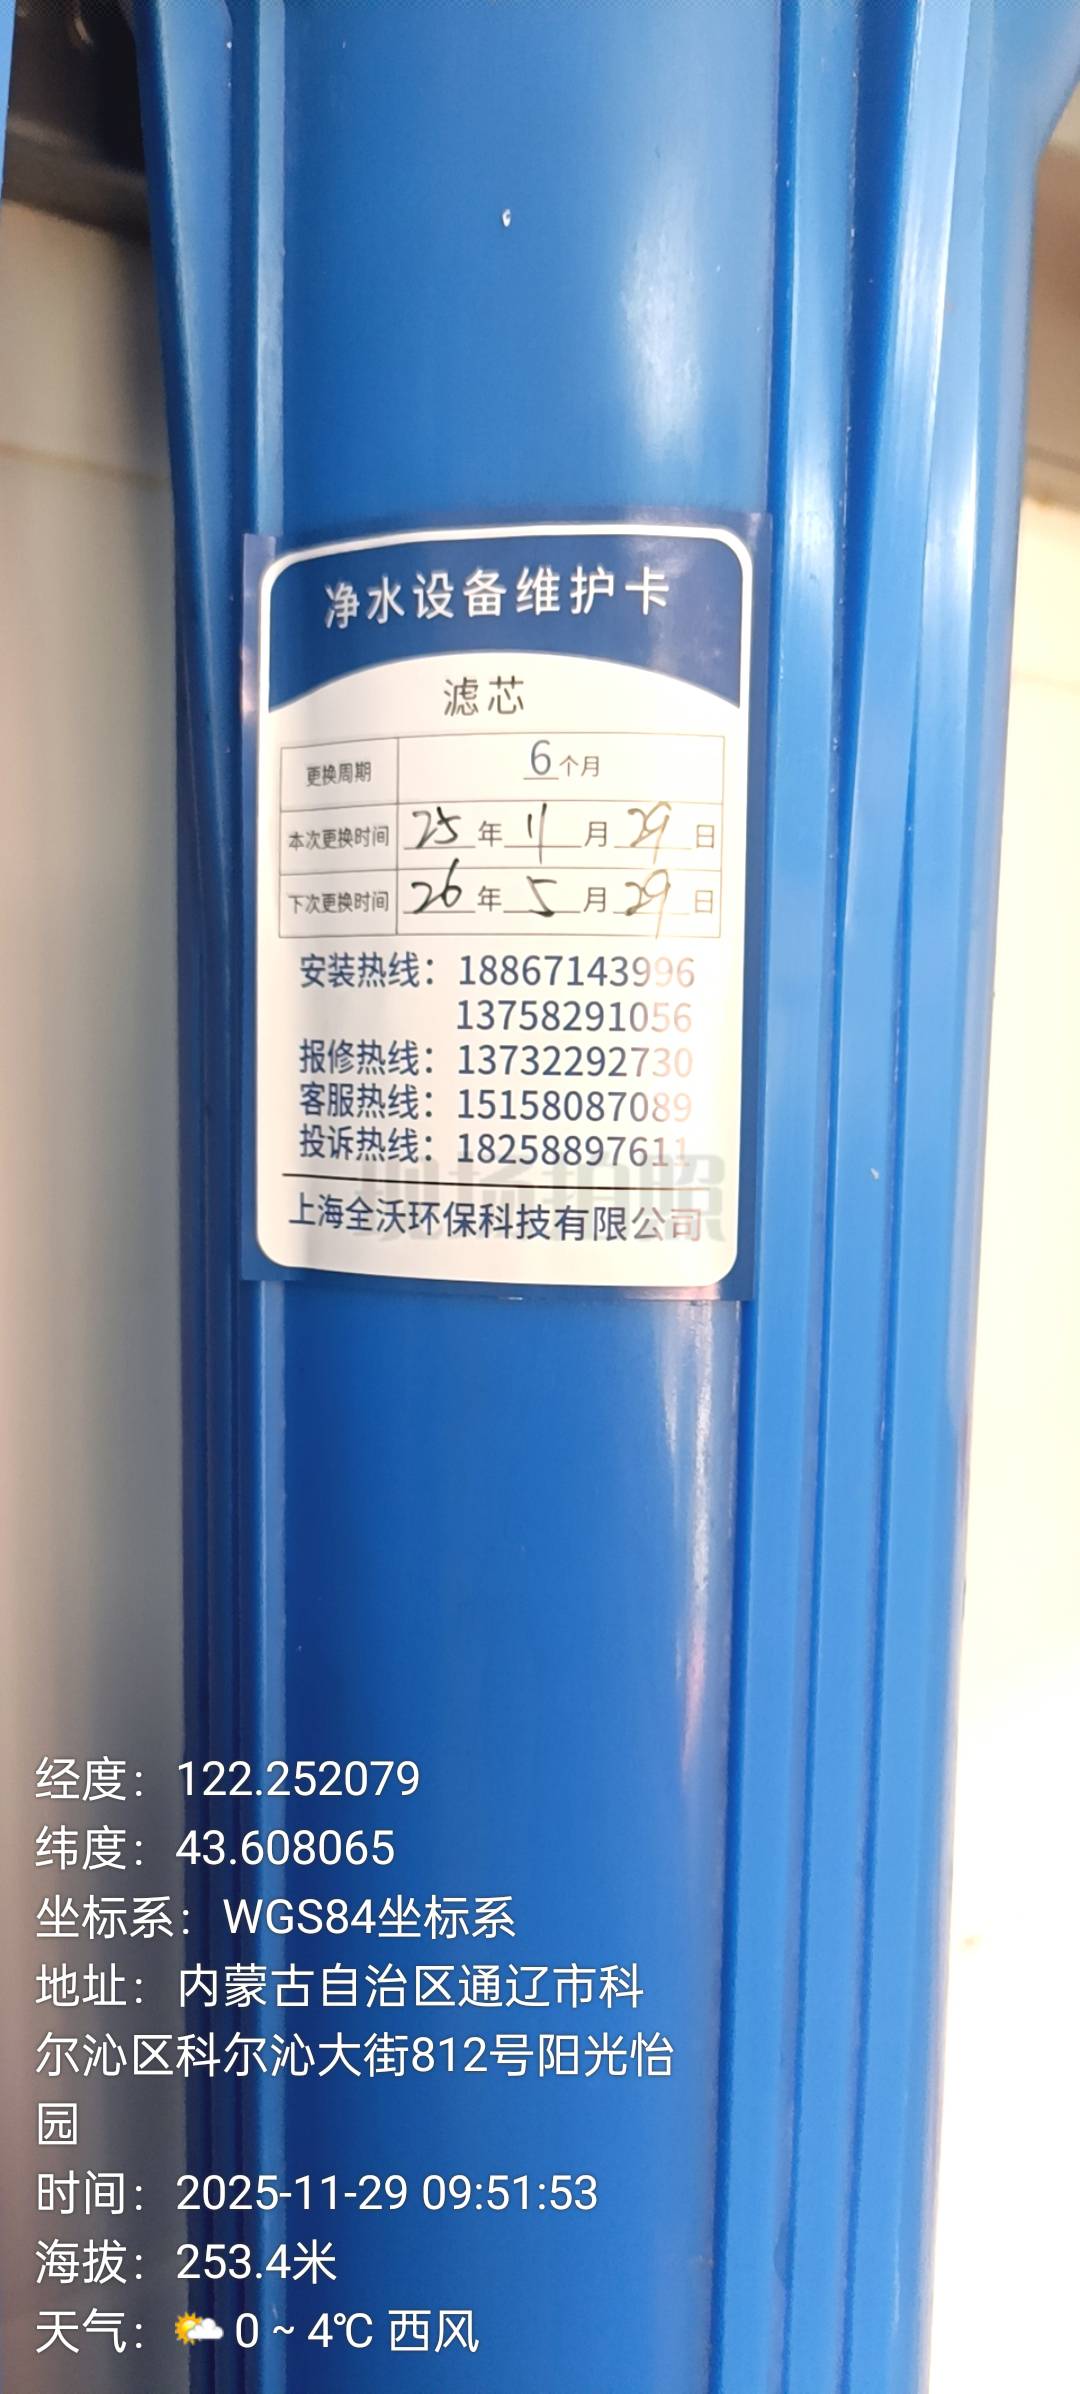 净水设备维护卡
滤芯
更换周期 6个月
本次更换时间 25年11月29日
下次更换时间 26年5月29日
安装热线：18867143996
13758291056
报修热线：13732292730
客服热线：15158087089
投诉热线：18258897611
上海全沃环保科技有限公司
现场拍照
经度：122.252079
纬度：43.608065
坐标系：WGS84坐标系
地址：内蒙古自治区通辽市科
尔沁区科尔沁大街812号阳光怡
园
时间：2025-11-29 09:51:53
海拔：253.4米
天气：0 ~ 4℃ 西风